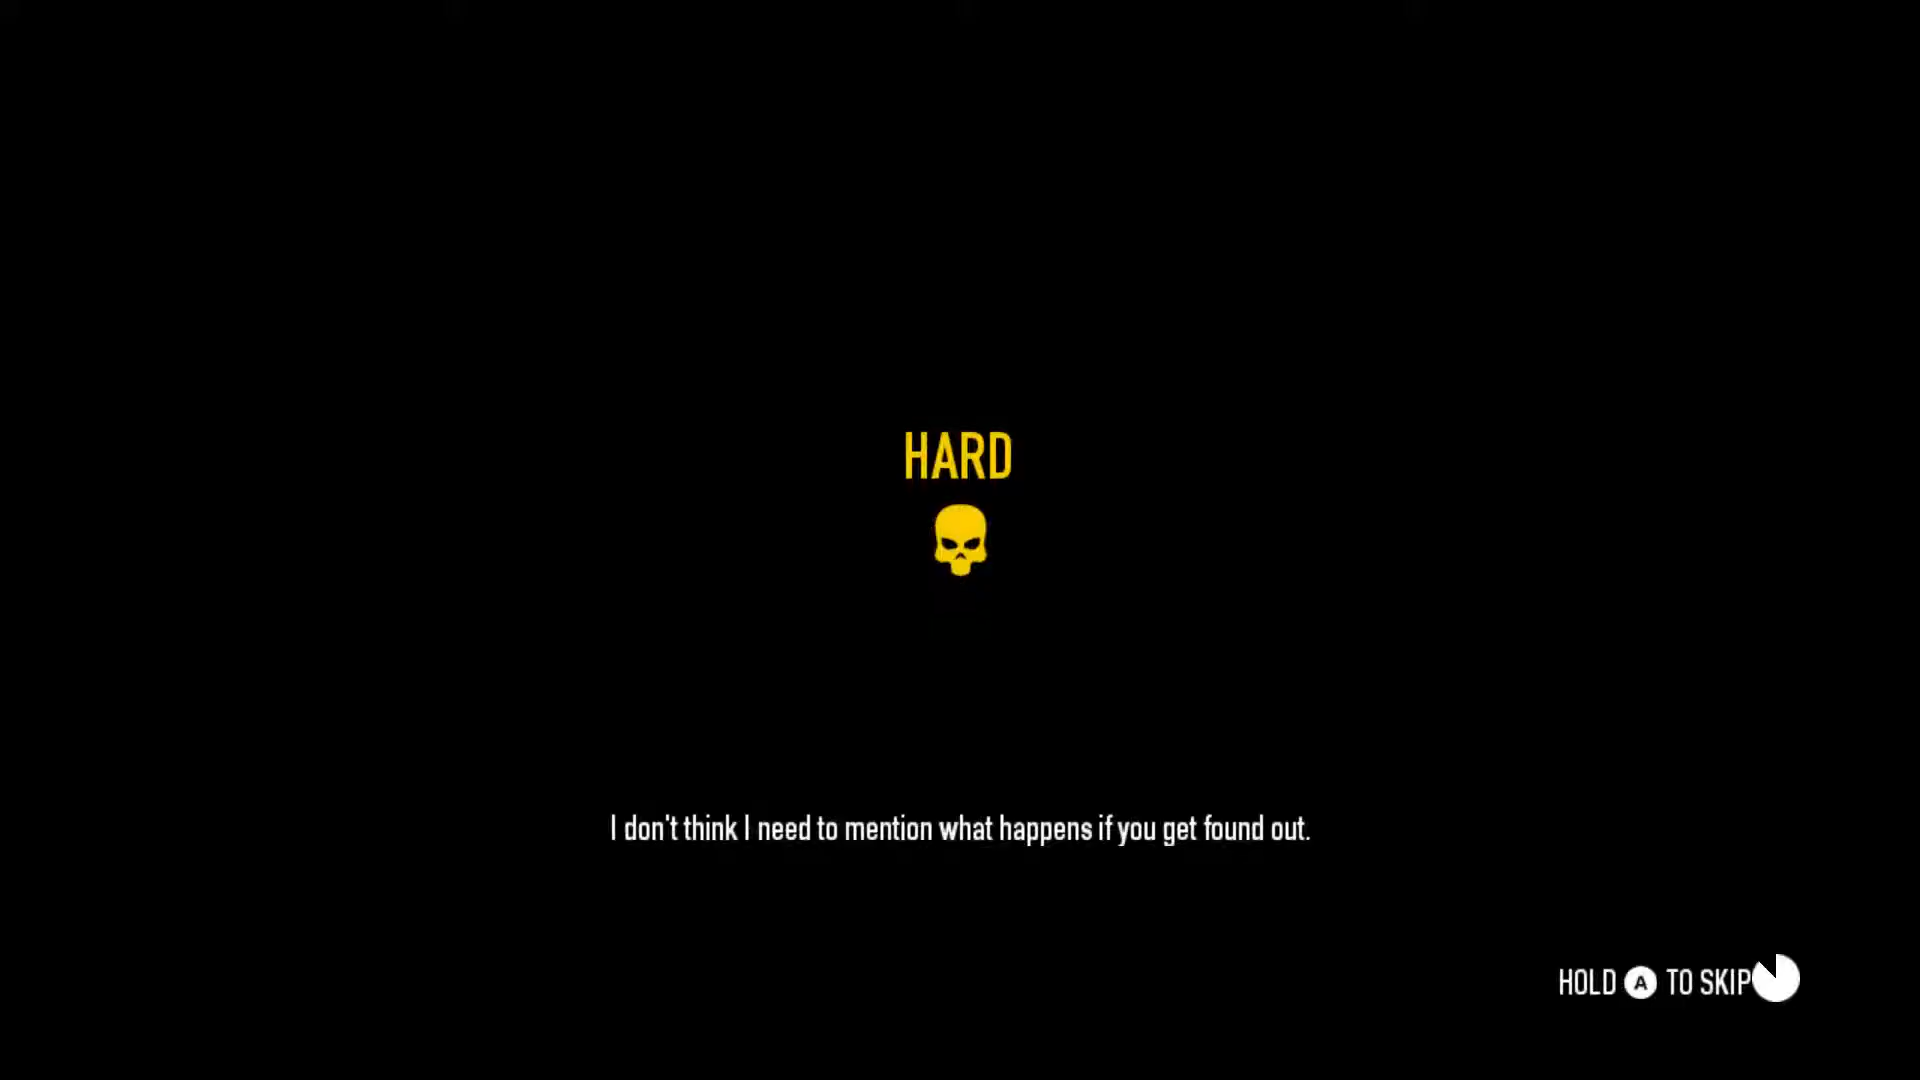 HARD
I don't think I need to mention what happens if you get found out.
HOLD A TO SKIP